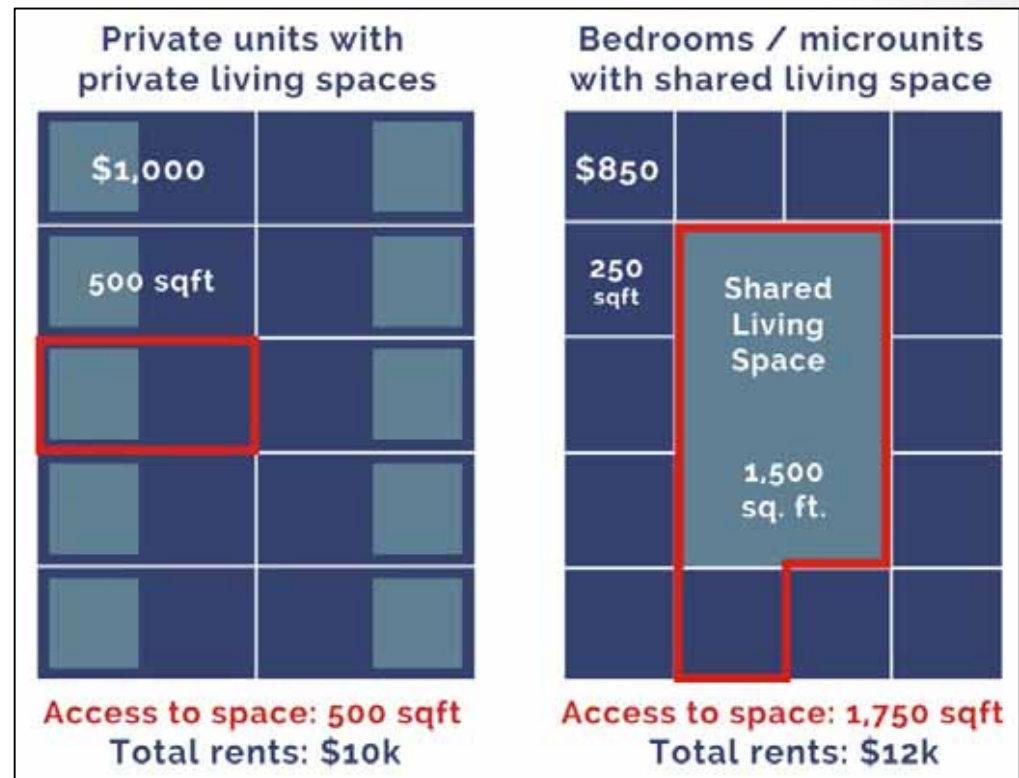 Private units with
private living spaces
$1,000
500 sqft
Access to space: 500 sqft
Total rents: $10k
Bedrooms / microunits
with shared living space
$850
250
sqft
Shared
Living
Space
1,500
sq. ft.
Access to space: 1,750 sqft
Total rents: $12k